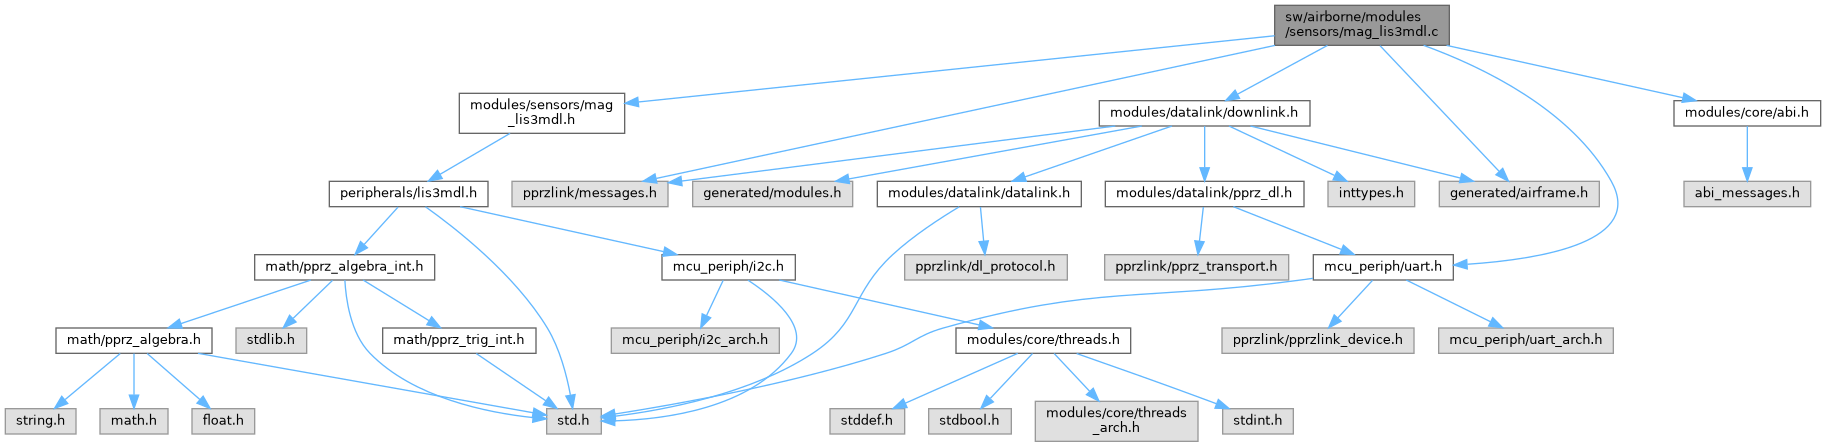 sw/airborne/modules
/sensors/mag_lis3mdl.c
modules/sensors/mag
_lis3mdl.h
modules/datalink/downlink.h
modules/core/abi.h
peripherals/lis3mdl.h
pprzlink/messages.h
generated/modules.h
modules/datalink/datalink.h
modules/datalink/pprz_dl.h
inttypes.h
generated/airframe.h
abi_messages.h
math/pprz_algebra_int.h
mcu_periph/i2c.h
pprzlink/dl_protocol.h
pprzlink/pprz_transport.h
mcu_periph/uart.h
math/pprz_algebra.h
stdlib.h
math/pprz_trig_int.h
mcu_periph/i2c_arch.h
modules/core/threads.h
pprzlink/pprzlink_device.h
mcu_periph/uart_arch.h
string.h
math.h
float.h
std.h
stddef.h
stdbool.h
modules/core/threads
_arch.h
stdint.h